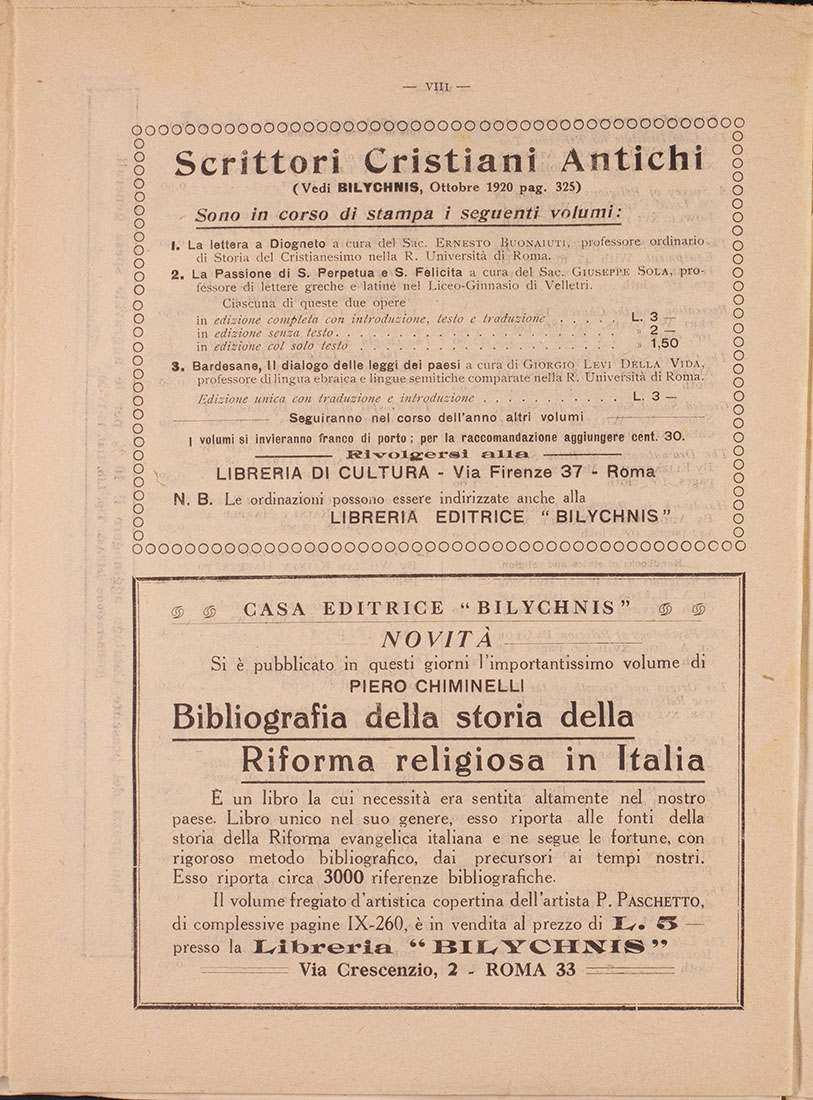 — VIII —
Scrittori Cristiani Antichi
(Vedi BILYCHNIS, Ottobre 1920 pag. 325)
Sono in corso di stampa i seguenti volumi:
1. La lettera a Diogneto a cura del Sac. ERNESTO BUONAIUTI, professore ordinario
di Storia del Cristianesimo nella R. Università di Roma.
2. La Passione di S. Perpetua e S. Felicita a cura del Sac. GIUSEPPE SOLA, pro-
fessore di lettere greche e latine nel Liceo-Ginnasio di Velletri.
Ciascuna di queste due opere
in edizione completa con introduzione, testo e traduzione . . . . . L. 3 —
in edizione senza testo . . . . . . . . . . . . . . . . . » 2 —
in edizione col solo testo . . . . . . . . . . . . . . . . » 1,50
3. Bardesane, Il dialogo delle leggi dei paesi a cura di GIORGIO LEVI DELLA VIDA,
professore di lingua ebraica e lingue semitiche comparate nella R. Università di Roma.
Edizione unica con traduzione e introduzione . . . . . . . . . . . L. 3 —
Seguiranno nel corso dell'anno altri volumi
I volumi si invieranno franco di porto; per la raccomandazione aggiungere cent. 30.
Rivolgersi alla
LIBRERIA DI CULTURA - Via Firenze 37 - Roma
N. B. Le ordinazioni possono essere indirizzate anche alla
LIBRERIA EDITRICE “BILYCHNIS”
CASA EDITRICE “BILYCHNIS”
NOVITÀ
Si è pubblicato in questi giorni l'importantissimo volume di
PIERO CHIMINELLI
Bibliografia della storia della
Riforma religiosa in Italia
È un libro la cui necessità era sentita altamente nel nostro
paese. Libro unico nel suo genere, esso riporta alle fonti della
storia della Riforma evangelica italiana e ne segue le fortune, con
rigoroso metodo bibliografico, dai precursori ai tempi nostri.
Esso riporta circa 3000 riferenze bibliografiche.
Il volume fregiato d'artistica copertina dell'artista P. PASCHETTO,
di complessive pagine IX-260, è in vendita al prezzo di L. 5 —
presso la Libreria “BILYCHNIS”
Via Crescenzio, 2 - ROMA 33